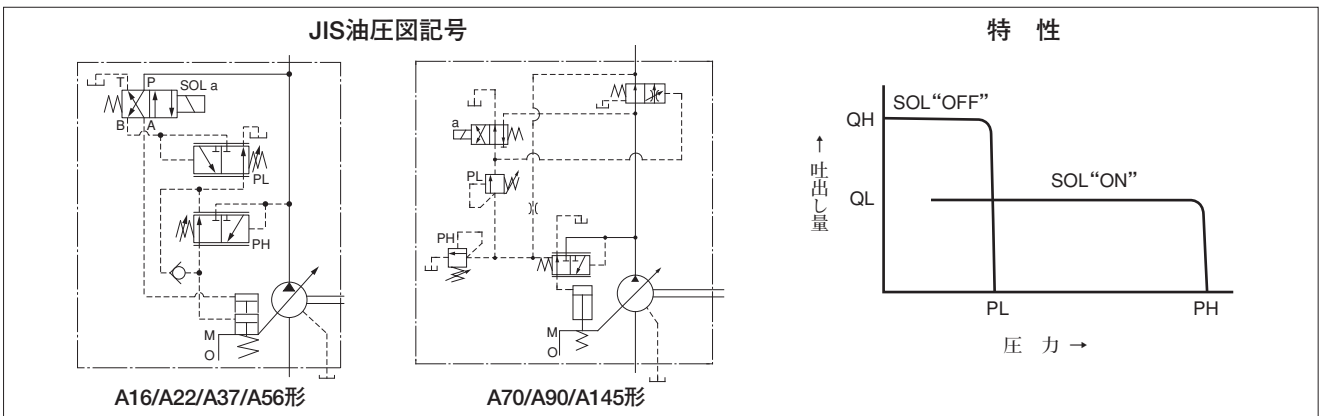 JIS油圧図記号
T P
SOL a
B A
PL
PH
M
O
A16/A22/A37/A56形
a
PL
PH
M
O
A70/A90/A145形
特 性
SOL“OFF”
QH
SOL“ON”
QL
↑吐出し量
PL PH
圧 力 →